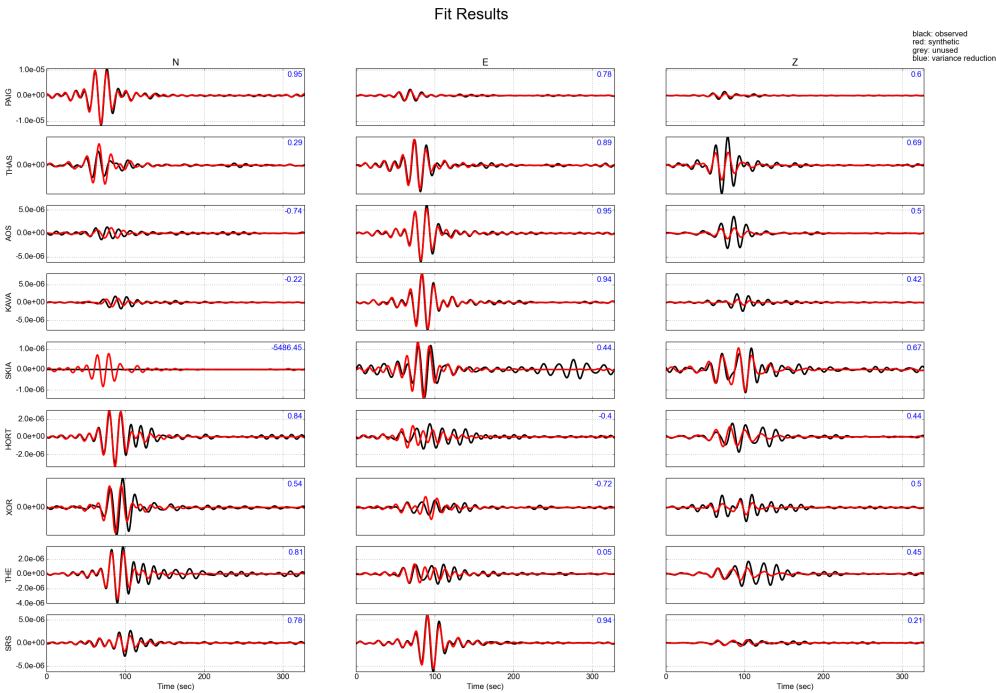 Fit Results
black: observed
red: synthetic
grey: unused
blue: variance reduction
N E Z
PAIG 1.0e-05 0.0e+00 -1.0e-05 0.95 0.78 0.6
THAS 0.0e+00 0.29 0.89 0.69
AOS 5.0e-06 0.0e+00 -5.0e-06 -0.74 0.95 0.5
KAVA 5.0e-06 0.0e+00 -5.0e-06 -0.22 0.94 0.42
SKIA 1.0e-06 0.0e+00 -1.0e-06 -5486.45 0.44 0.67
HORT 2.0e-06 0.0e+00 -2.0e-06 0.84 -0.4 0.44
XOR 0.0e+00 0.54 -0.72 0.5
THE 2.0e-06 0.0e+00 -2.0e-06 -4.0e-06 0.81 0.05 0.45
SRS 5.0e-06 0.0e+00 -5.0e-06 0.78 0.94 0.21
0 100 200 300 0 100 200 300 0 100 200 300
Time (sec) Time (sec) Time (sec)